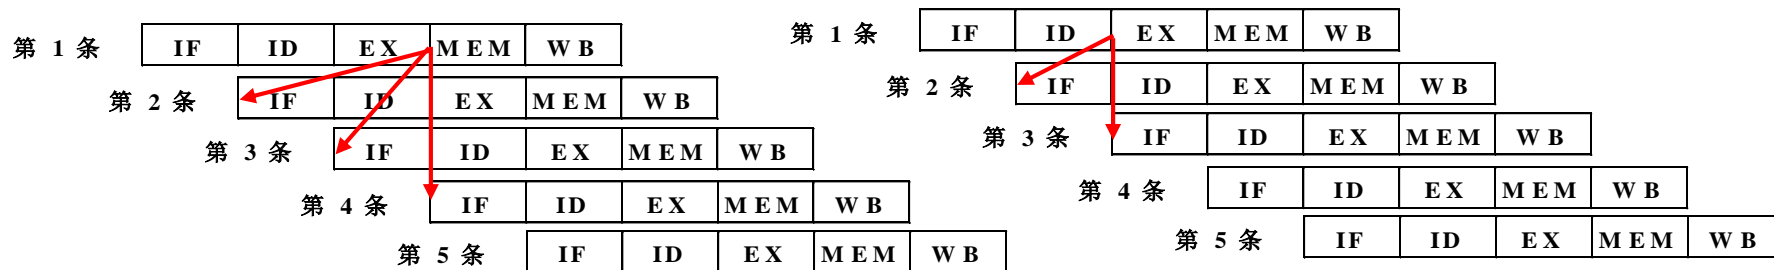 第 1 条 IF ID EX MEM WB
第 2 条 IF ID EX MEM WB
第 3 条 IF ID EX MEM WB
第 4 条 IF ID EX MEM WB
第 5 条 IF ID EX MEM WB
第 1 条 IF ID EX MEM WB
第 2 条 IF ID EX MEM WB
第 3 条 IF ID EX MEM WB
第 4 条 IF ID EX MEM WB
第 5 条 IF ID EX MEM WB